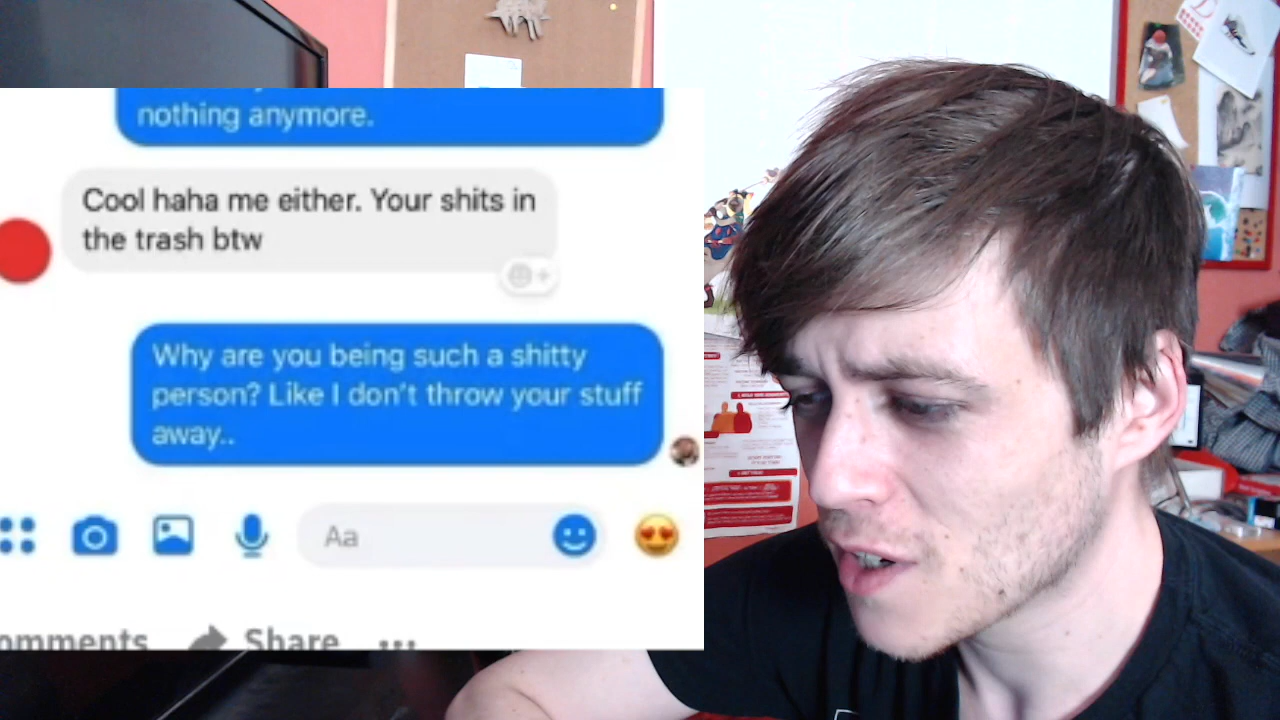 nothing anymore.
Cool haha me either. Your shits in
the trash btw
Why are you being such a shitty
person? Like I don't throw your stuff
away..
Aa
omments Share ...